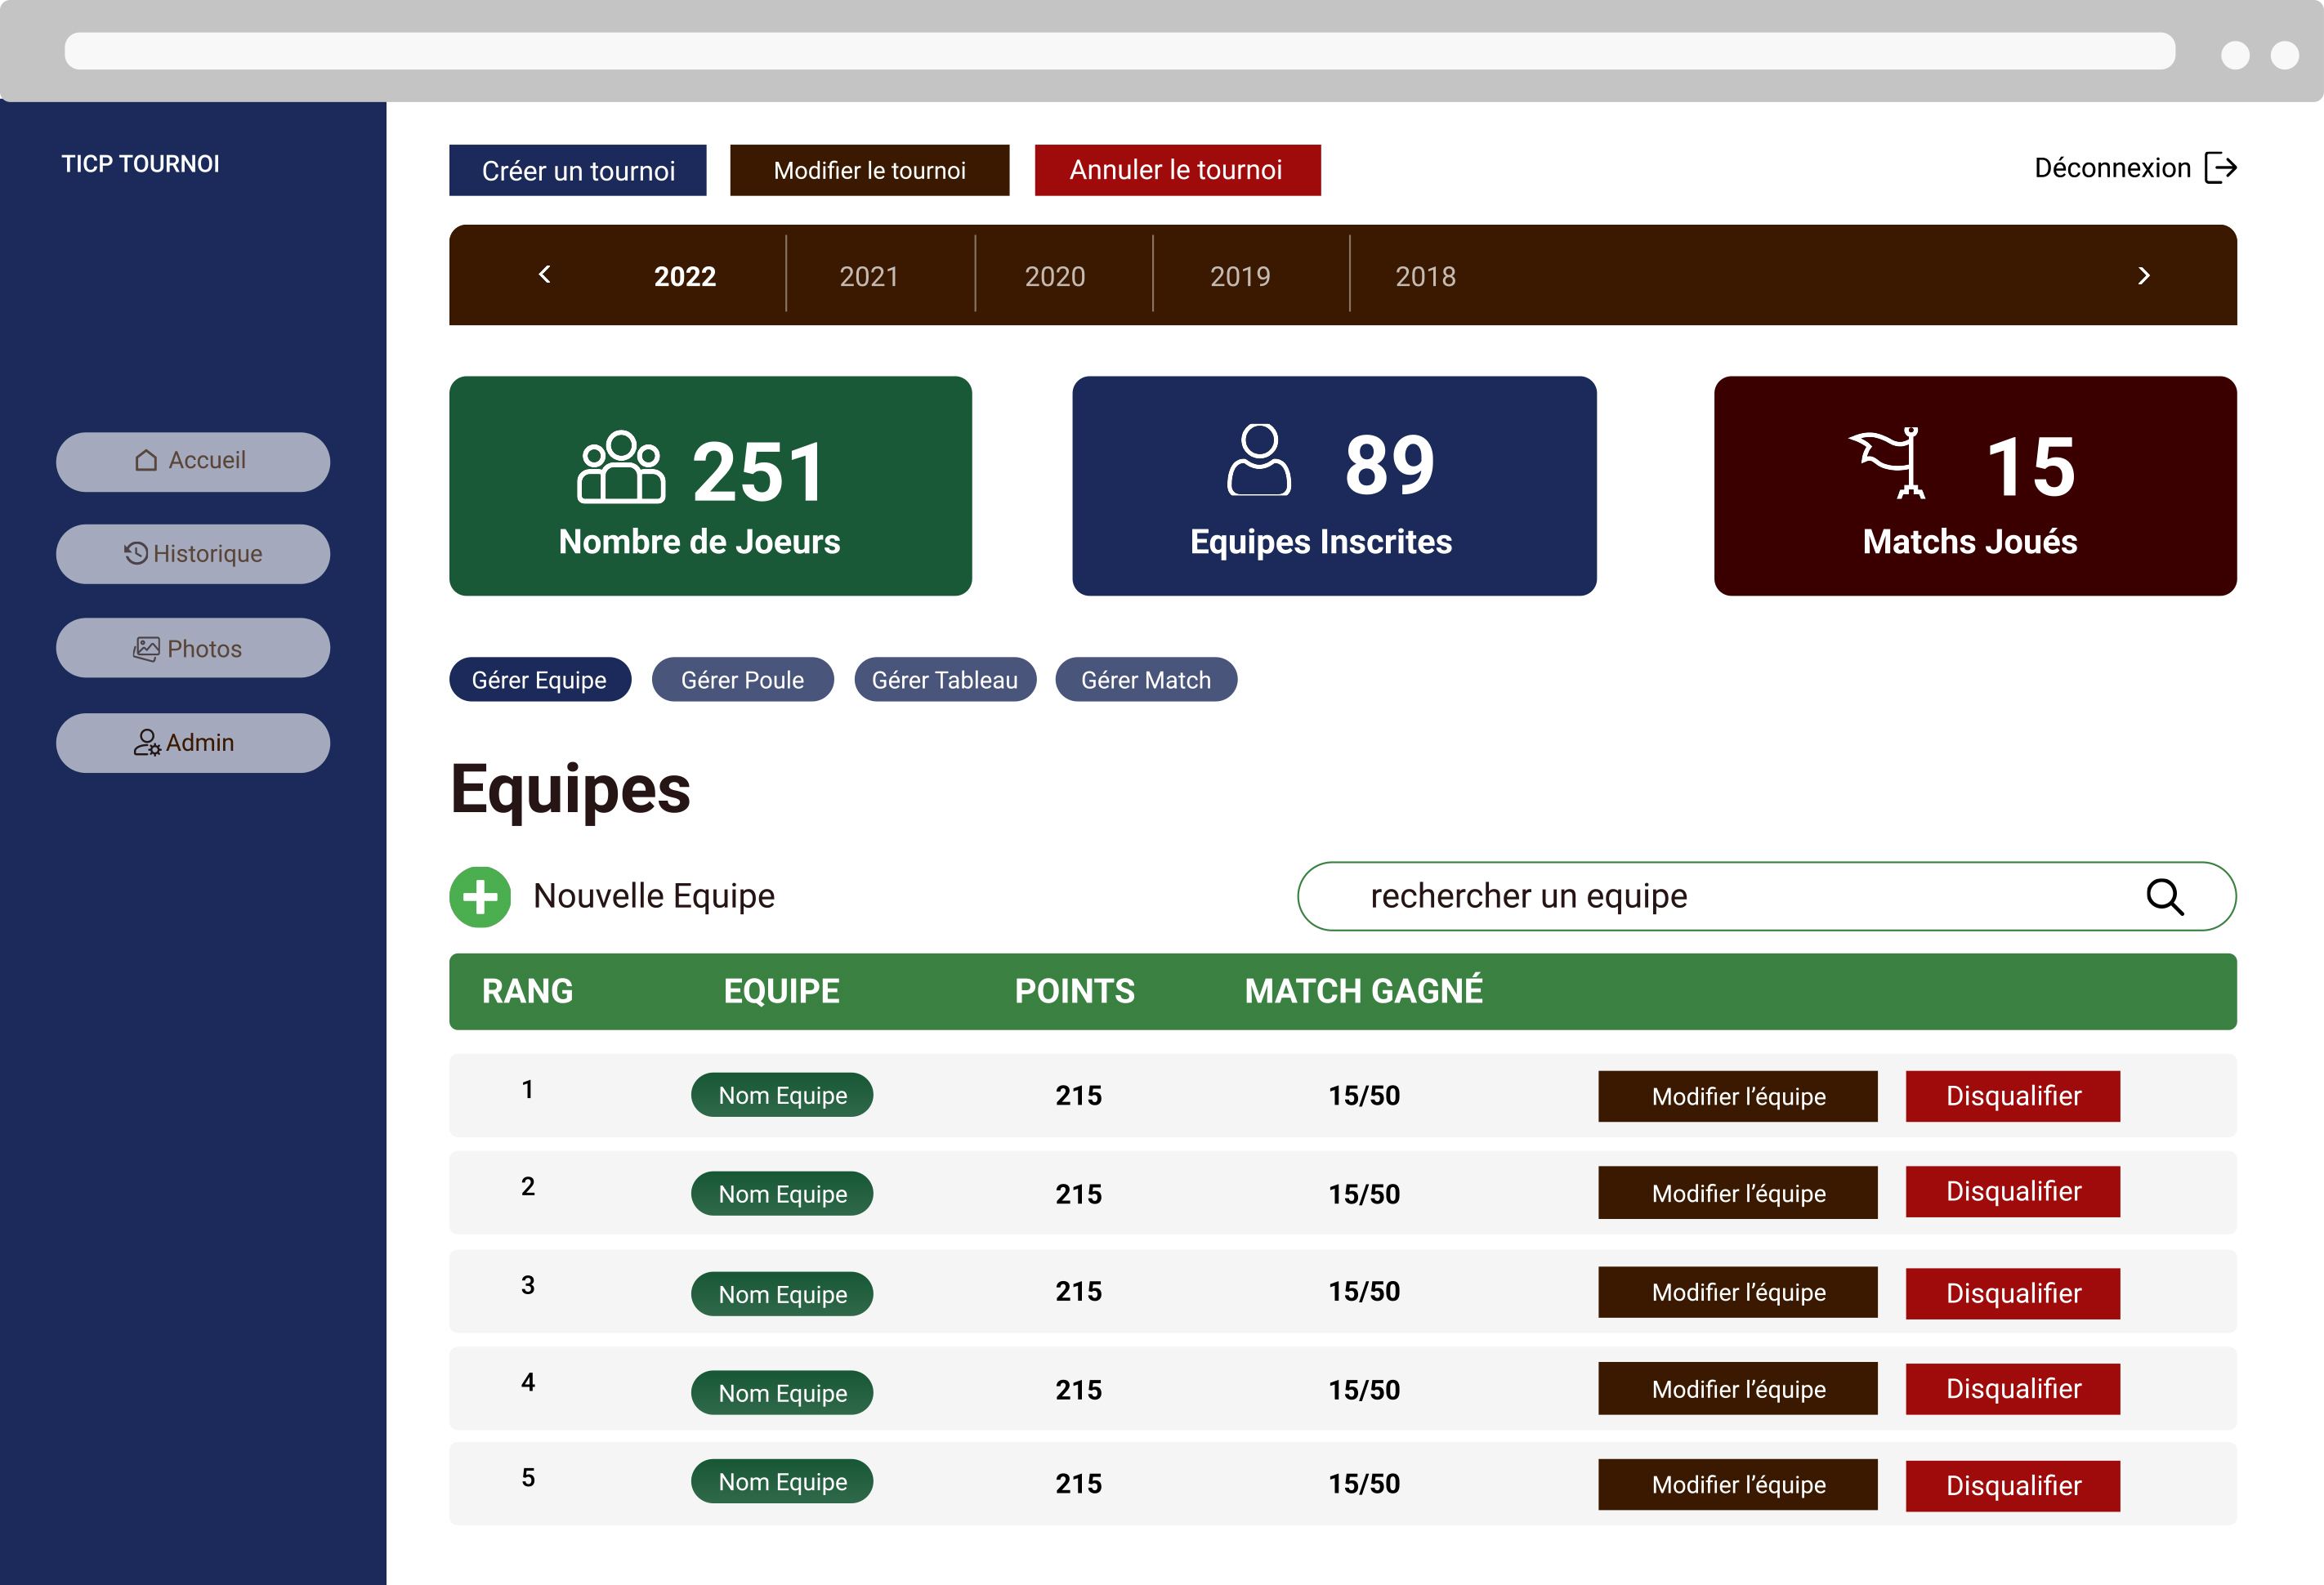 TICP TOURNOI
Accueil
Historique
Photos
Admin
Créer un tournoi
Modifier le tournoi
Annuler le tournoi
Déconnexion
2022 2021 2020 2019 2018
251
Nombre de Joeurs
89
Equipes Inscrites
15
Matchs Joués
Gérer Equipe
Gérer Poule
Gérer Tableau
Gérer Match
Equipes
Nouvelle Equipe
rechercher un equipe
RANG EQUIPE POINTS MATCH GAGNÉ
1 Nom Equipe 215 15/50 Modifier l’équipe Disqualifier
2 Nom Equipe 215 15/50 Modifier l’équipe Disqualifier
3 Nom Equipe 215 15/50 Modifier l’équipe Disqualifier
4 Nom Equipe 215 15/50 Modifier l’équipe Disqualifier
5 Nom Equipe 215 15/50 Modifier l’équipe Disqualifier